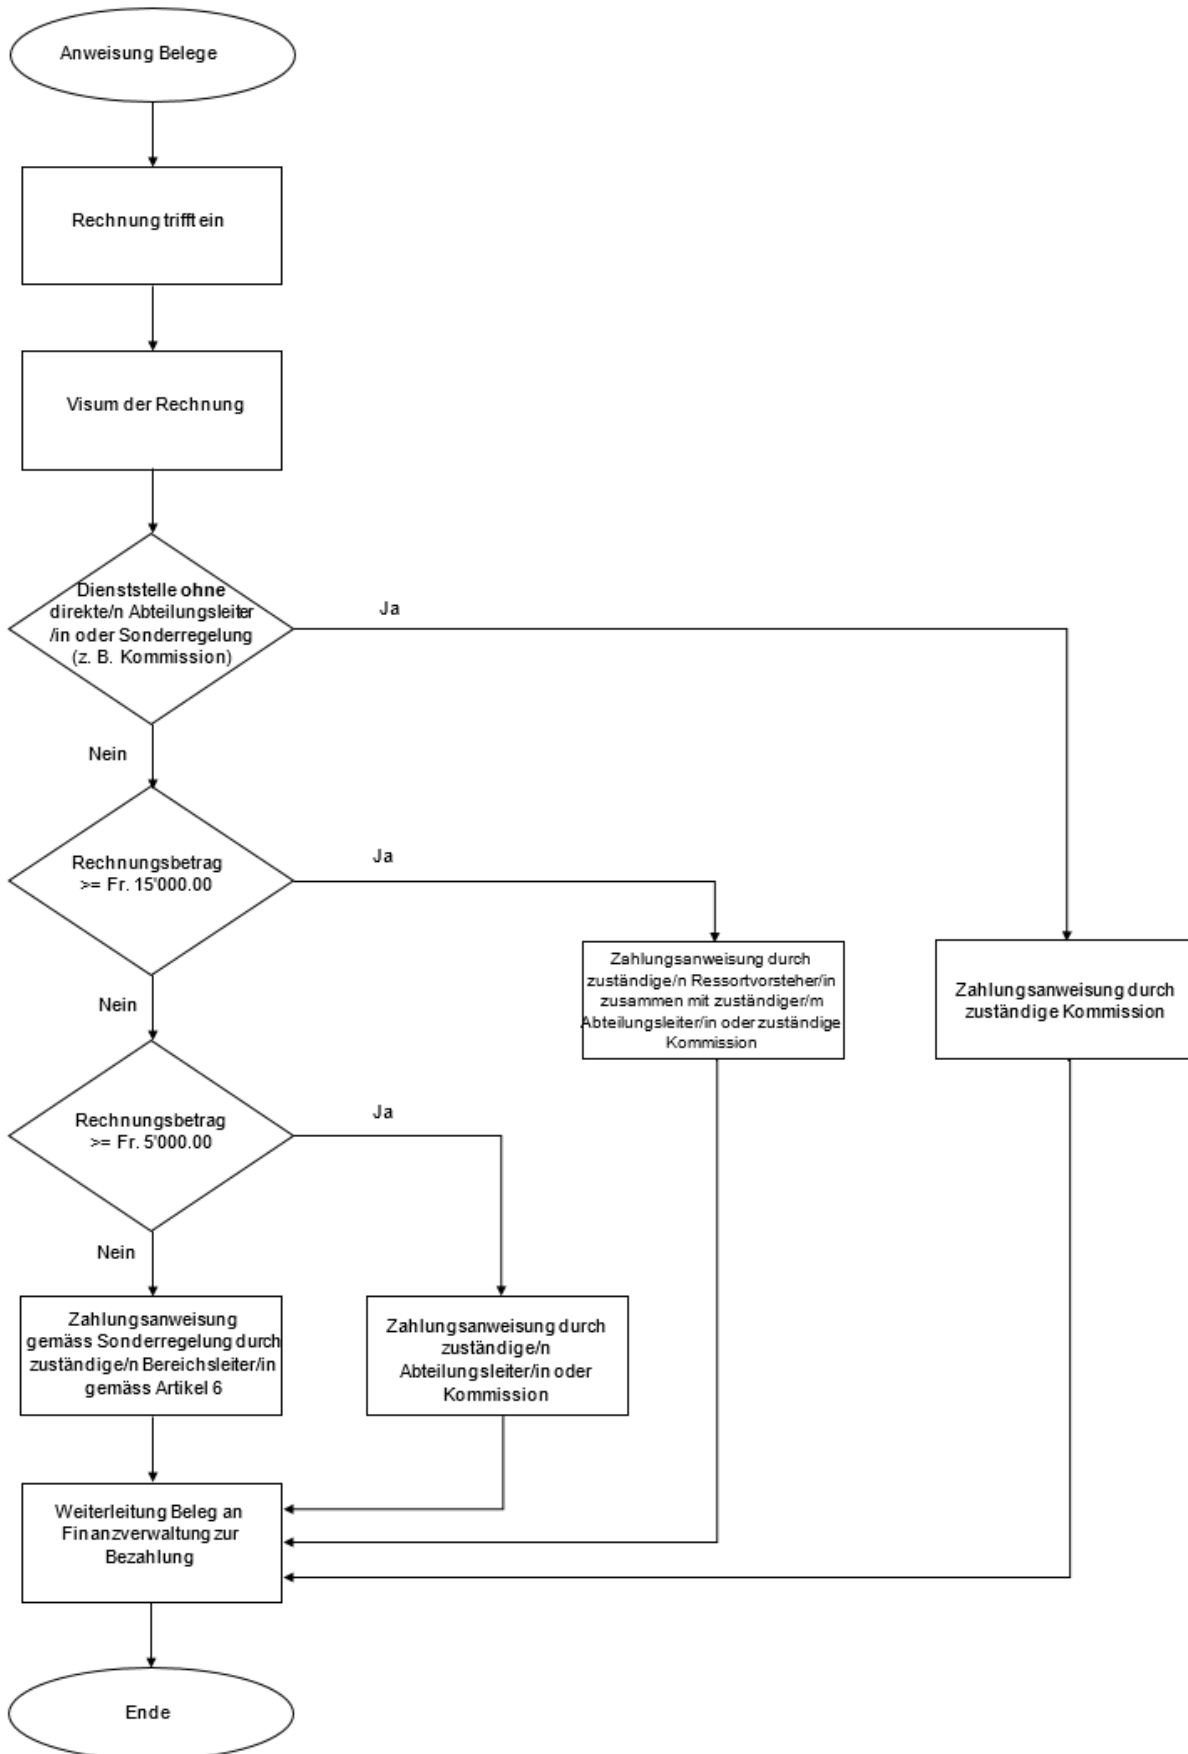 Anweisung Belege
Rechnung trifft ein
Visum der Rechnung
Dienststelle ohne
direkte/n Abteilungsleiter
/in oder Sonderregelung
(z. B. Kommission)
Ja
Nein
Rechnungsbetrag
>= Fr. 15'000.00
Ja
Nein
Zahlungsanweisung durch
zuständige/n Ressortvorsteher/in
zusammen mit zuständiger/m
Abteilungsleiter/in oder zuständige
Kommission
Zahlungsanweisung durch
zuständige Kommission
Rechnungsbetrag
>= Fr. 5'000.00
Ja
Nein
Zahlungsanweisung
gemäss Sonderregelung durch
zuständige/n Bereichsleiter/in
gemäss Artikel 6
Zahlungsanweisung durch
zuständige/n
Abteilungsleiter/in oder
Kommission
Weiterleitung Beleg an
Finanzverwaltung zur
Bezahlung
Ende